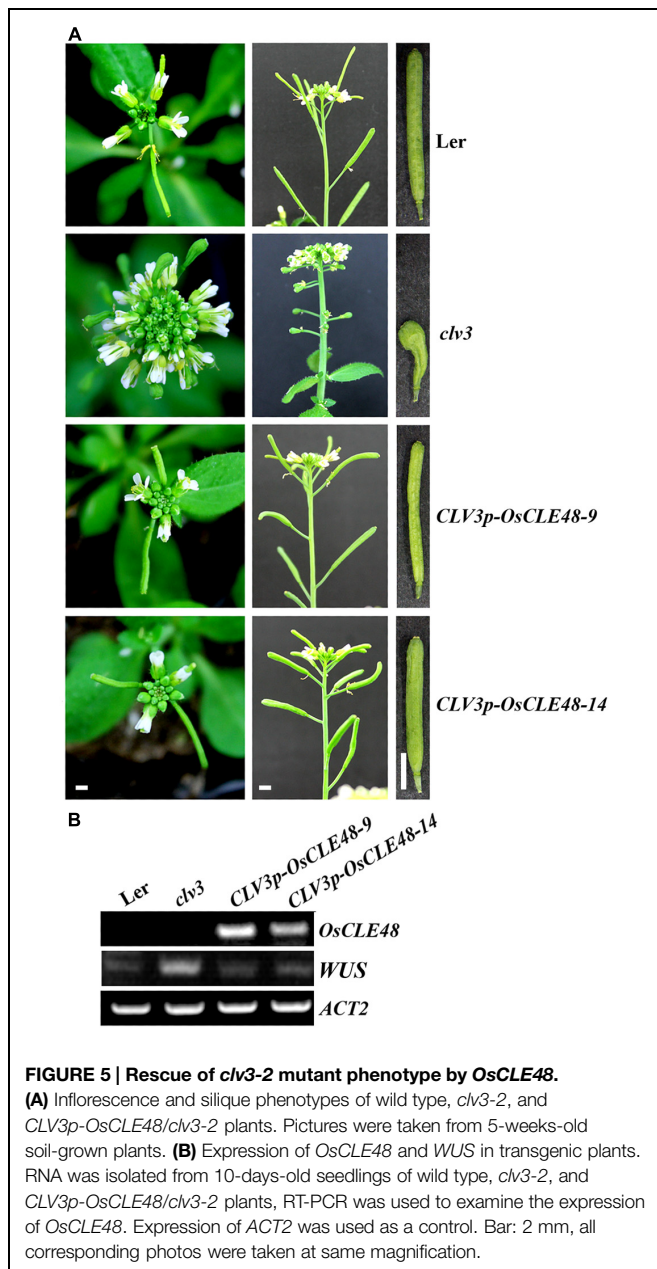 A
Ler
clv3
CLV3p-OsCLE48-9
CLV3p-OsCLE48-14
B
Ler clv3 CLV3p-OsCLE48-9 CLV3p-OsCLE48-14
OsCLE48
WUS
ACT2
FIGURE 5 | Rescue of clv3-2 mutant phenotype by OsCLE48.
(A) Inflorescence and silique phenotypes of wild type, clv3-2, and
CLV3p-OsCLE48/clv3-2 plants. Pictures were taken from 5-weeks-old
soil-grown plants. (B) Expression of OsCLE48 and WUS in transgenic plants.
RNA was isolated from 10-days-old seedlings of wild type, clv3-2, and
CLV3p-OsCLE48/clv3-2 plants, RT-PCR was used to examine the expression
of OsCLE48. Expression of ACT2 was used as a control. Bar: 2 mm, all
corresponding photos were taken at same magnification.